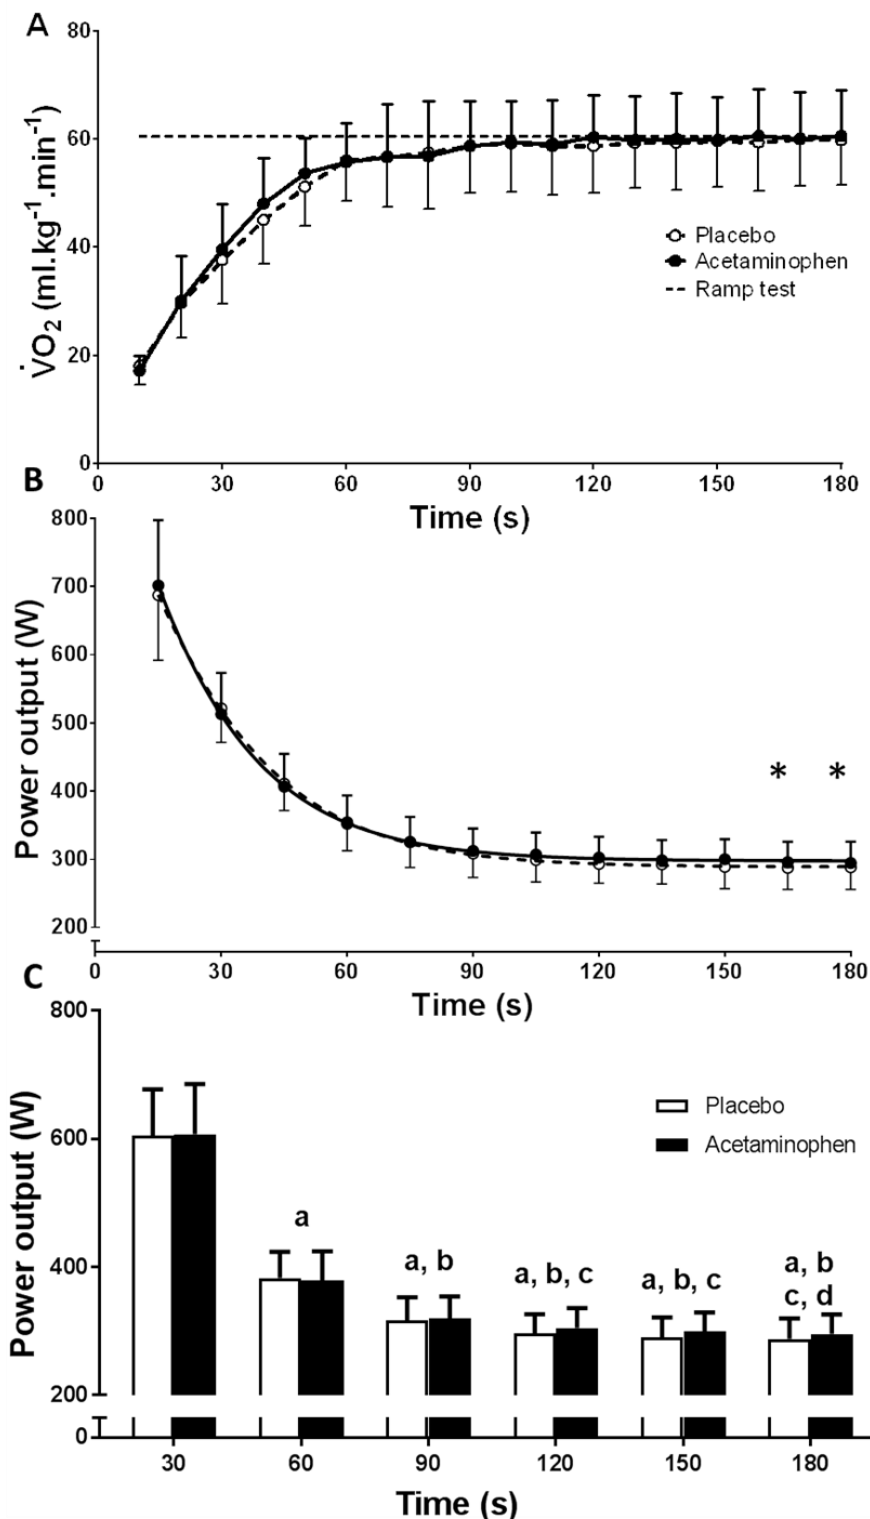 A
80
60
40
20
0
V̇O₂ (ml.kg⁻¹.min⁻¹)
Placebo
Acetaminophen
Ramp test
0 30 60 90 120 150 180
Time (s)
B
800
700
600
500
400
300
200
Power output (W)
* *
0 30 60 90 120 150 180
Time (s)
C
800
600
400
200
0
Power output (W)
Placebo
Acetaminophen
a
a, b
a, b, c
a, b, c
a, b
c, d
30 60 90 120 150 180
Time (s)